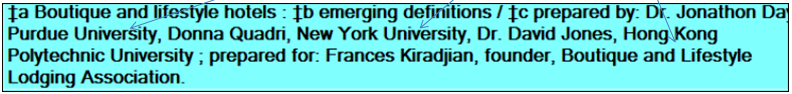 ‡a Boutique and lifestyle hotels : ‡b emerging definitions / ‡c prepared by: Dr. Jonathon Day
Purdue University, Donna Quadri, New York University, Dr. David Jones, Hong Kong
Polytechnic University ; prepared for: Frances Kiradjian, founder, Boutique and Lifestyle
Lodging Association.